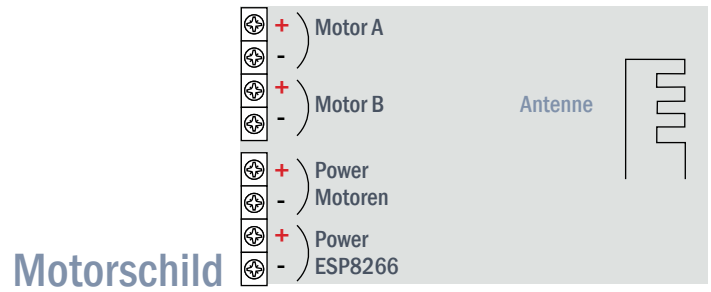 + Motor A
-
+
Motor B
-
Antenne
+ Power
- Motoren
+ Power
- ESP8266
Motorschild